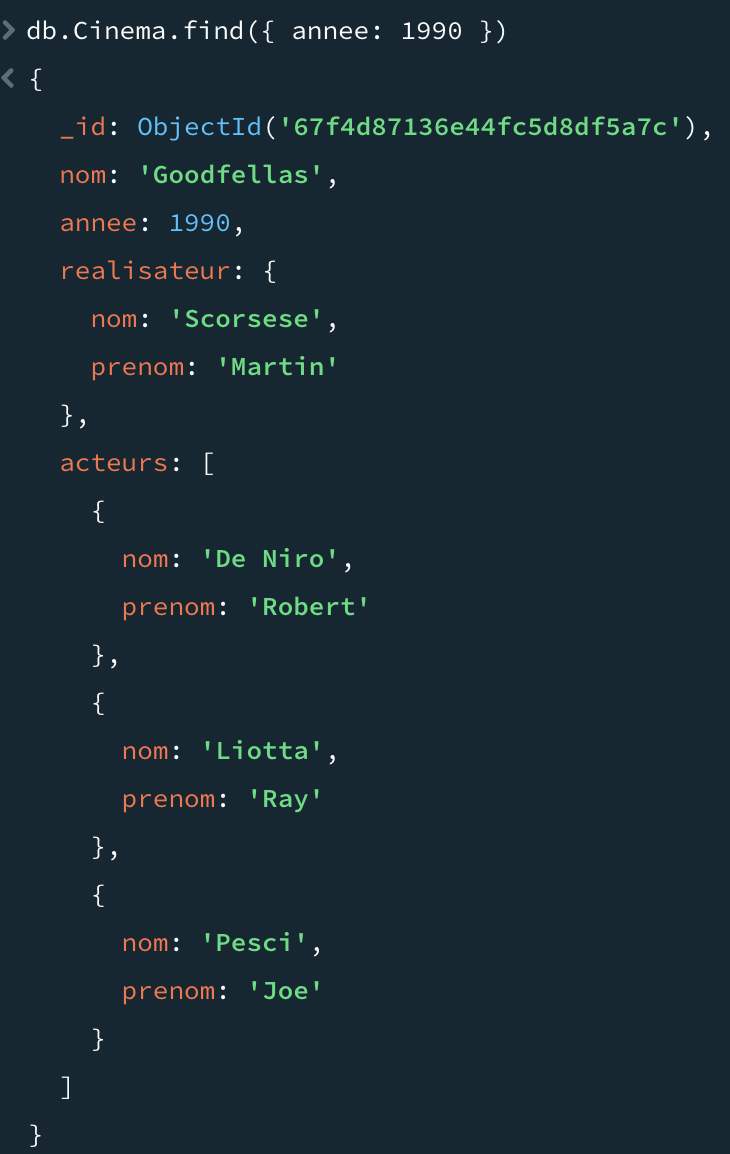 db.Cinema.find({ annee: 1990 })
{
  _id: ObjectId('67f4d87136e44fc5d8df5a7c'),
  nom: 'Goodfellas',
  annee: 1990,
  realisateur: {
    nom: 'Scorsese',
    prenom: 'Martin'
  },
  acteurs: [
    {
      nom: 'De Niro',
      prenom: 'Robert'
    },
    {
      nom: 'Liotta',
      prenom: 'Ray'
    },
    {
      nom: 'Pesci',
      prenom: 'Joe'
    }
  ]
}